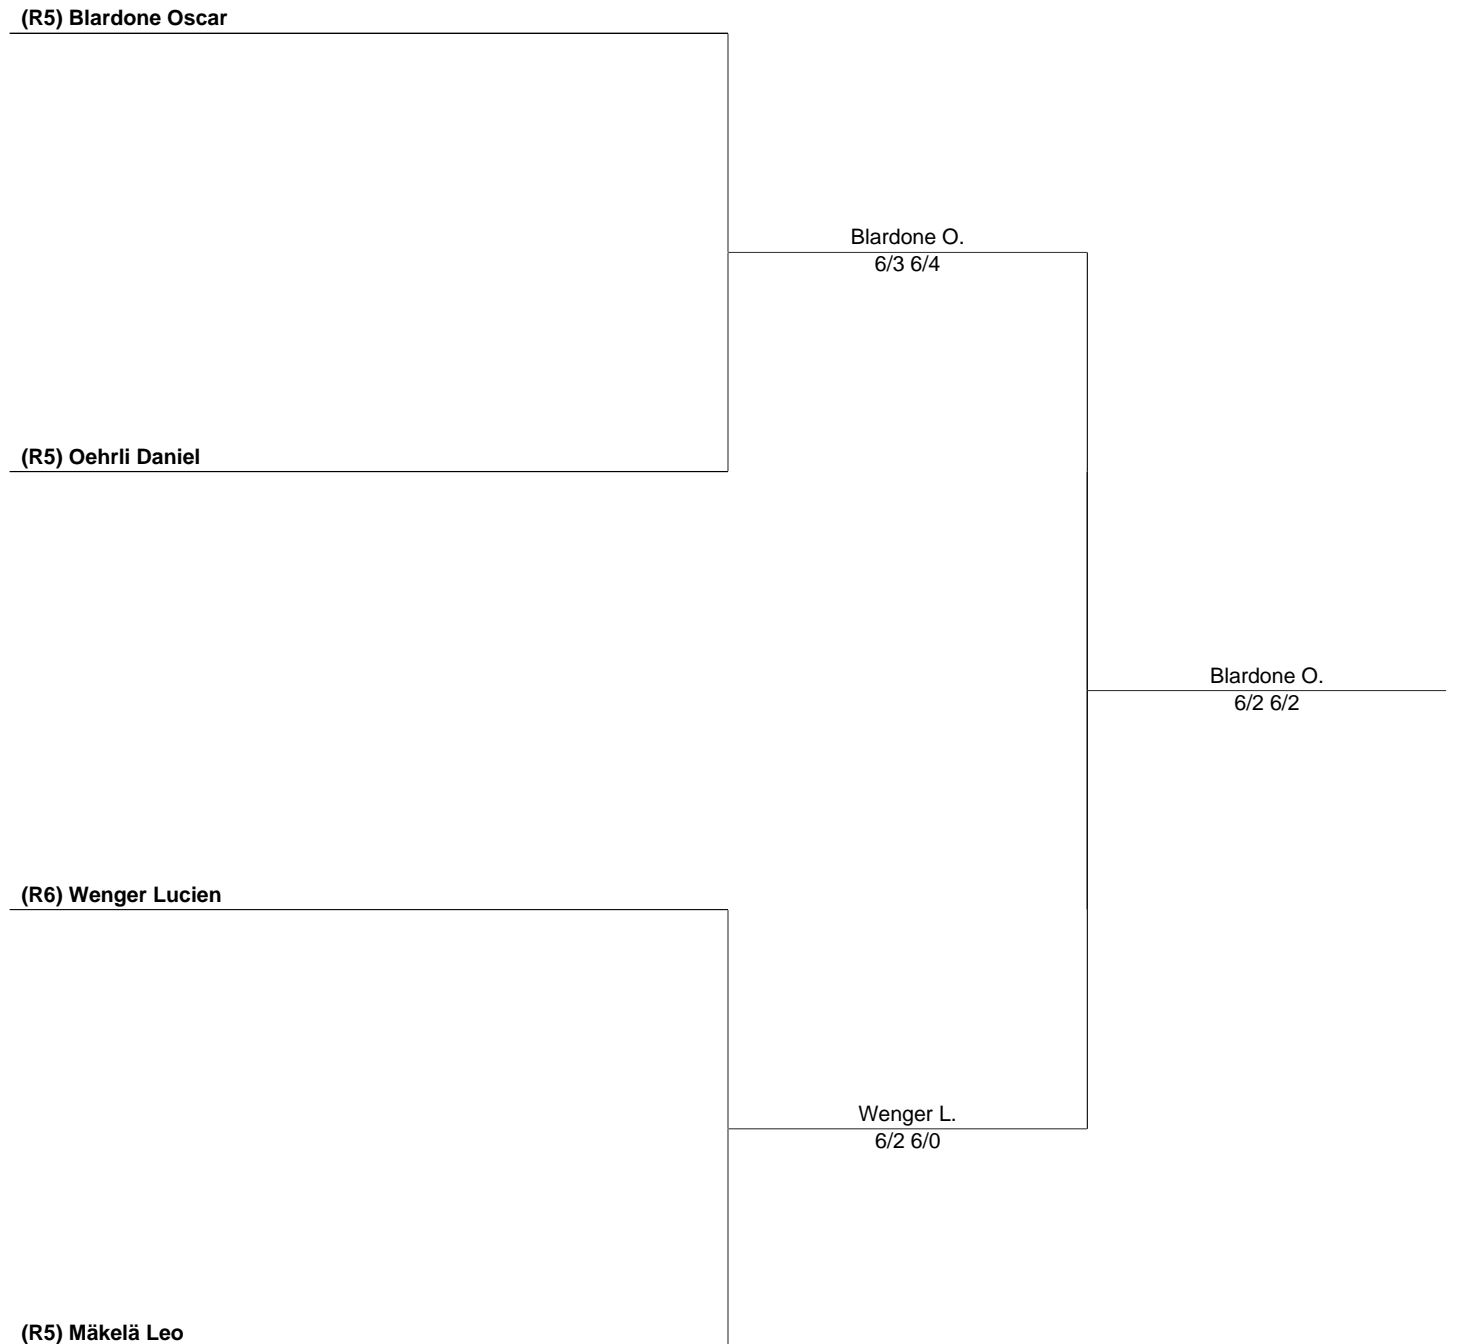 (R5) Blardone Oscar
Blardone O.
6/3 6/4
(R5) Oehrli Daniel
Blardone O.
6/2 6/2
(R6) Wenger Lucien
Wenger L.
6/2 6/0
(R5) Mäkelä Leo